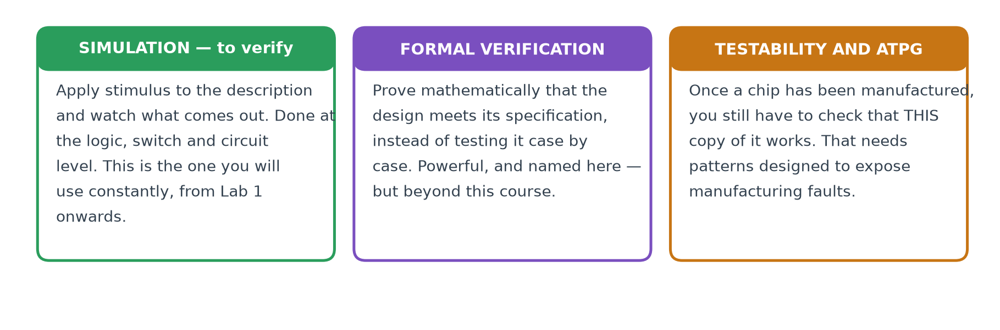 SIMULATION — to verify
Apply stimulus to the description
and watch what comes out. Done at
the logic, switch and circuit
level. This is the one you will
use constantly, from Lab 1
onwards.
FORMAL VERIFICATION
Prove mathematically that the
design meets its specification,
instead of testing it case by
case. Powerful, and named here —
but beyond this course.
TESTABILITY AND ATPG
Once a chip has been manufactured,
you still have to check that THIS
copy of it works. That needs
patterns designed to expose
manufacturing faults.